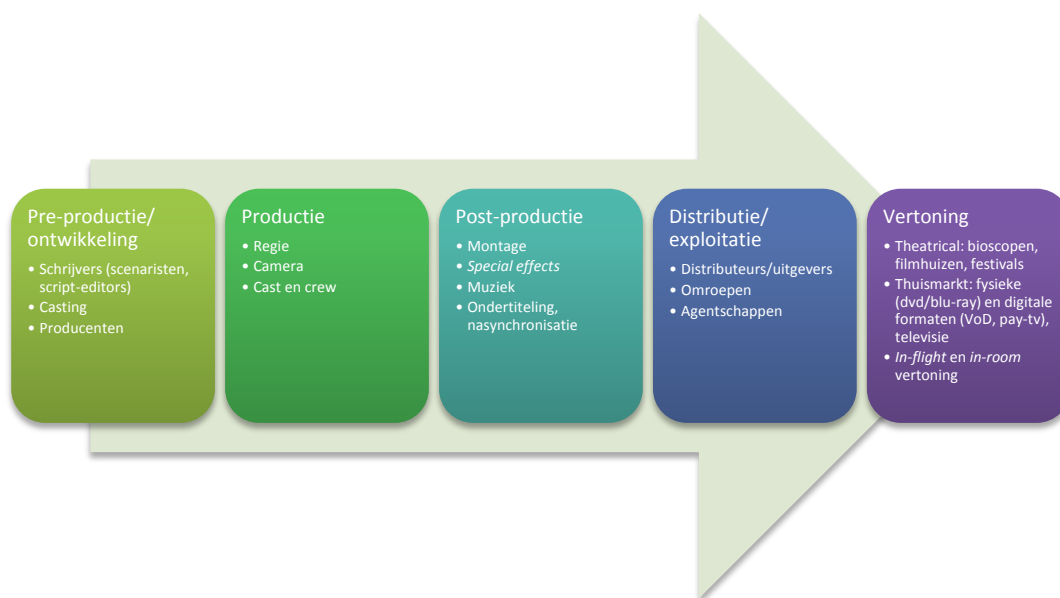 Pre-productie/
ontwikkeling
• Schrijvers (scenaristen,
script-editors)
• Casting
• Producenten
Productie
• Regie
• Camera
• Cast en crew
Post-productie
• Montage
• Special effects
• Muziek
• Ondertiteling,
nasynchronisatie
Distributie/
exploitatie
• Distributeurs/uitgevers
• Omroepen
• Agentschappen
Vertoning
• Theatrical: bioscopen,
filmhuizen, festivals
• Thuismarkt: fysieke
(dvd/blu-ray) en digitale
formaten (VoD, pay-tv),
televisie
• In-flight en in-room
vertoning